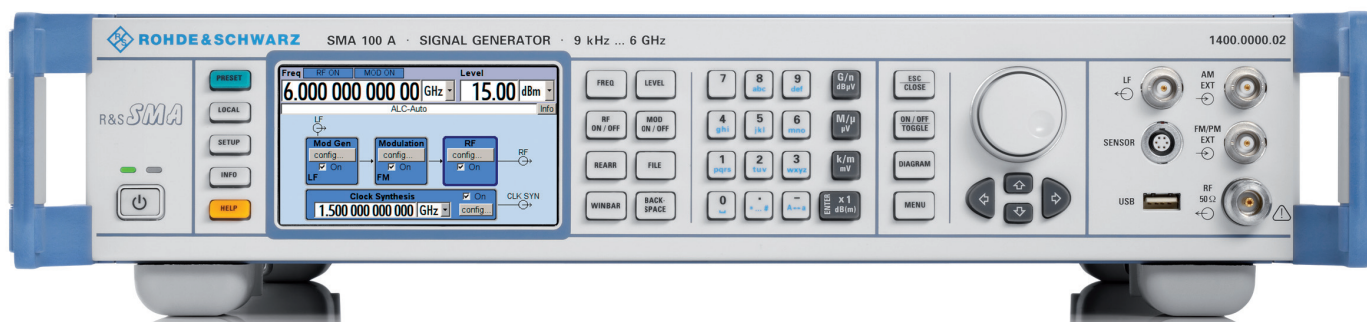 ROHDE&SCHWARZ SMA 100 A · SIGNAL GENERATOR · 9 kHz ... 6 GHz
1400.0000.02
R&S SMA
PRESET
LOCAL
SETUP
INFO
HELP
Freq RF ON MOD ON Level
6.000 000 000 00 GHz 15.00 dBm
ALC-Auto Info
LF
Mod Gen Modulation RF
config... config... config... RF
On On On
LF FM
Clock Synthesis On CLK SYN
1.500 000 000 000 GHz config...
FREQ LEVEL
RF ON / OFF MOD ON / OFF
REARR FILE
WINBAR BACK-SPACE
7 8 abc 9 def G/n dBµV
4 ghi 5 jkl 6 mno M/µ µV
1 pqrs 2 tuv 3 wxyz k/m mV
0 . *...# - A↔a ENTER x 1 dB(m)
ESC CLOSE
ON / OFF TOGGLE
DIAGRAM
MENU
LF AM EXT
SENSOR FM/PM EXT
USB RF 50 Ω